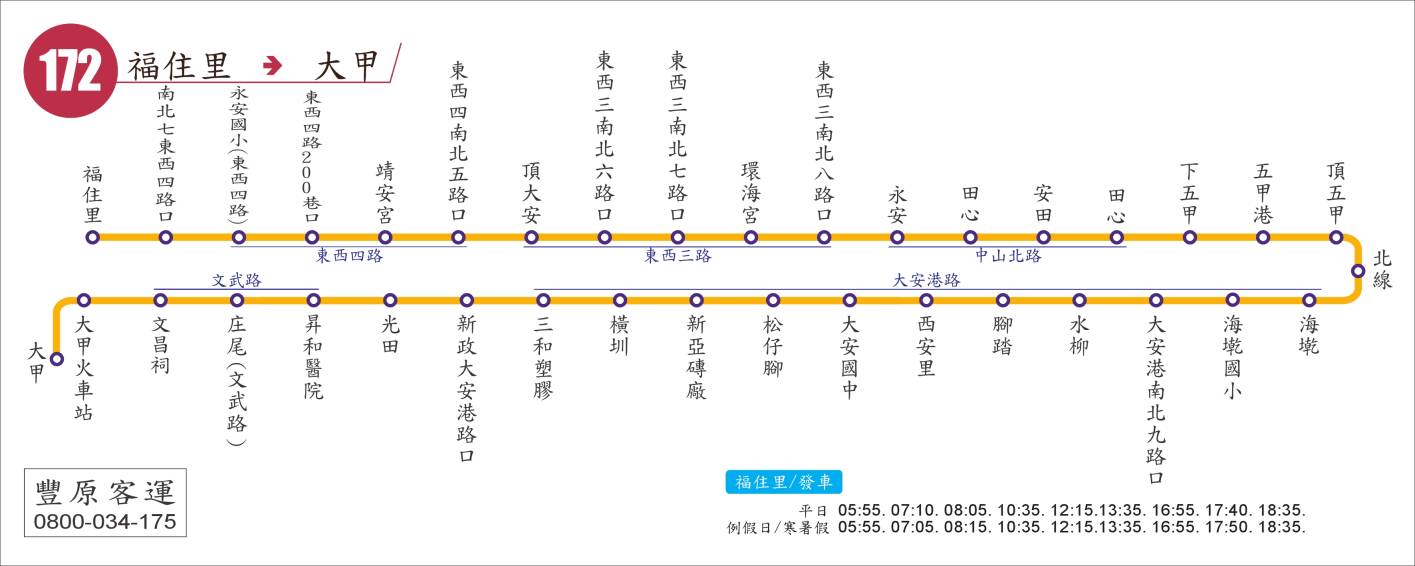 172
福住里 → 大甲
福住里
南北七東西四路口
永安國小(東西四路)
東西四路200巷口
靖安宮
東西四南北五路口
頂大安
東西三南北六路口
東西三南北七路口
環海宮
東西三南北八路口
永安
田心
安田
田心
下五甲
五甲港
頂五甲
東西四路
東西三路
中山北路
北線
文武路
大安港路
大甲
大甲火車站
文昌祠
庄尾(文武路)
昇和醫院
光田
新政大安港路口
三和塑膠
橫圳
新亞磚廠
松仔腳
大安國中
西安里
腳踏
水柳
大安港南北九路口
海墘國小
海墘
豐原客運
0800-034-175
福住里/發車
平日 05:55. 07:10. 08:05. 10:35. 12:15.13:35. 16:55. 17:40. 18:35.
例假日/寒暑假 05:55. 07:05. 08:15. 10:35. 12:15.13:35. 16:55. 17:50. 18:35.